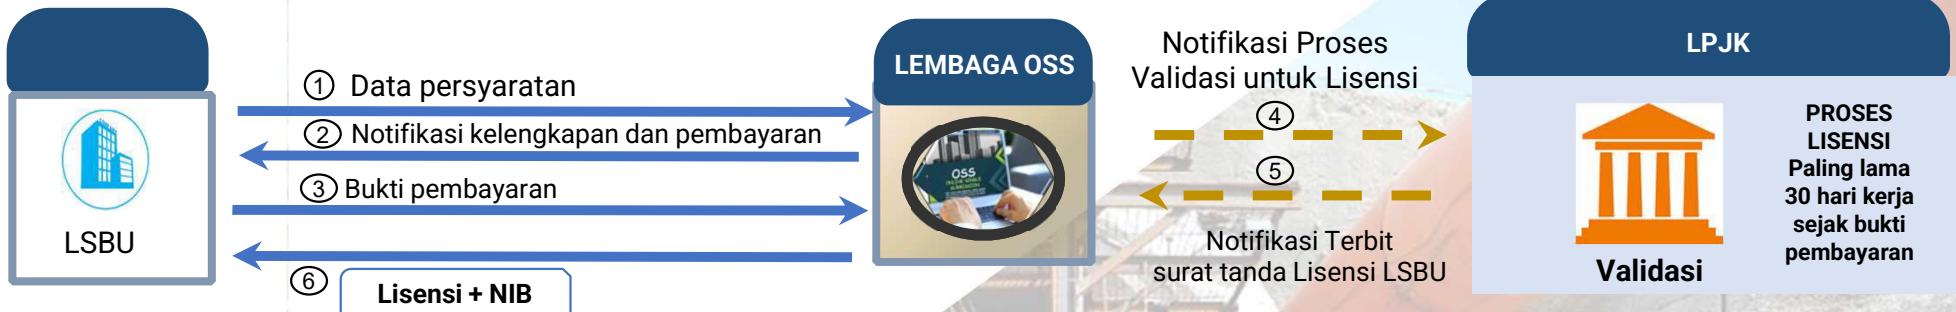 LSBU
① Data persyaratan
② Notifikasi kelengkapan dan pembayaran
③ Bukti pembayaran
⑥
Lisensi + NIB
LEMBAGA OSS
OSS
Notifikasi Proses
Validasi untuk Lisensi
④
⑤
Notifikasi Terbit
surat tanda Lisensi LSBU
LPJK
Validasi
PROSES
LISENSI
Paling lama
30 hari kerja
sejak bukti
pembayaran